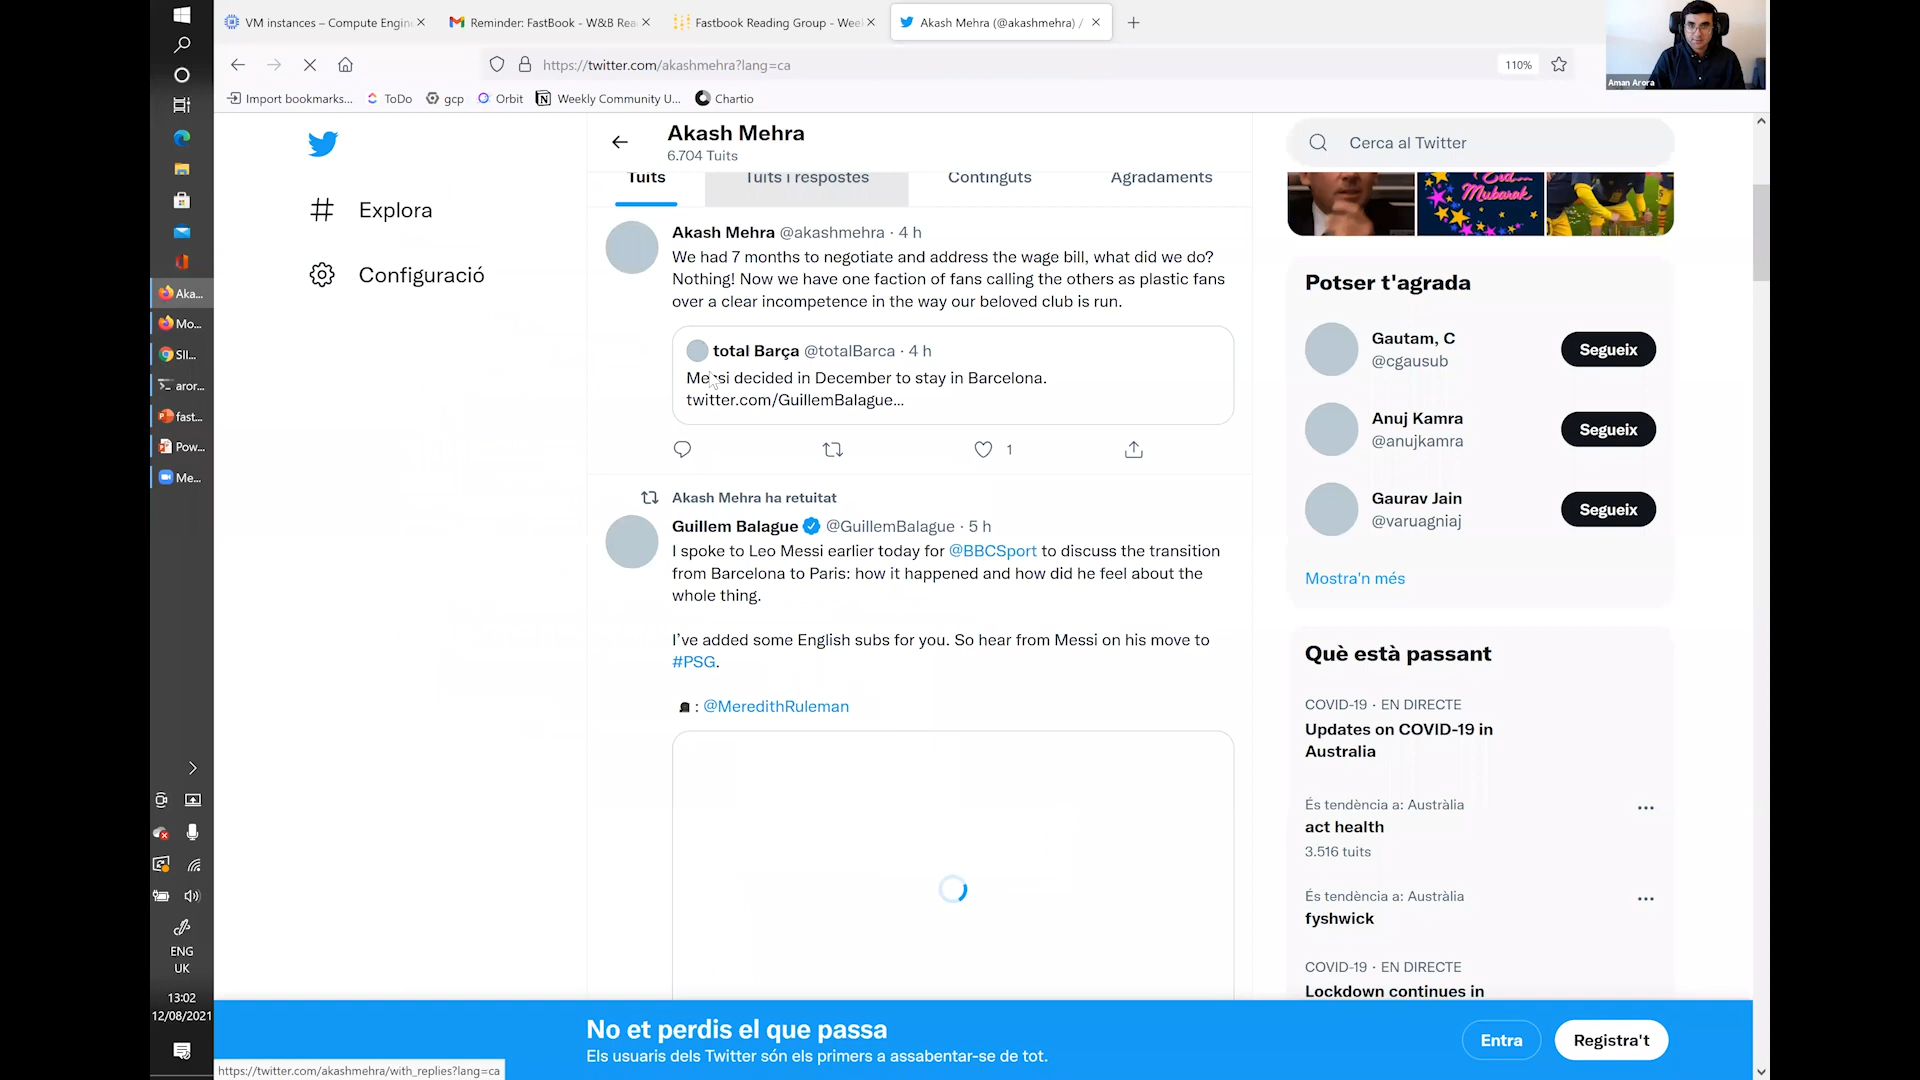 VM instances – Compute Engin
Reminder: FastBook - W&B Rea
Fastbook Reading Group - Wee
Akash Mehra (@akashmehra) /
https://twitter.com/akashmehra?lang=ca
110%
Import bookmarks...
ToDo
gcp
Orbit
Weekly Community U...
Chartio
Aman Arora
Aka...
Mo...
SII...
aror...
fast...
Pow...
Me...
ENG
UK
13:02
12/08/2021
Explora
Configuració
Akash Mehra
6.704 Tuits
Tuits
Tuits i respostes
Continguts
Agradaments
Akash Mehra @akashmehra · 4 h
We had 7 months to negotiate and address the wage bill, what did we do?
Nothing! Now we have one faction of fans calling the others as plastic fans
over a clear incompetence in the way our beloved club is run.
total Barça @totalBarca · 4 h
Messi decided in December to stay in Barcelona.
twitter.com/GuillemBalague...
1
Akash Mehra ha retuitat
Guillem Balague @GuillemBalague · 5 h
I spoke to Leo Messi earlier today for @BBCSport to discuss the transition
from Barcelona to Paris: how it happened and how did he feel about the
whole thing.
I've added some English subs for you. So hear from Messi on his move to
#PSG.
: @MeredithRuleman
Cerca al Twitter
Eid
Mubarak
Potser t'agrada
Gautam, C
@cgausub
Segueix
Anuj Kamra
@anujkamra
Segueix
Gaurav Jain
@varuagniaj
Segueix
Mostra'n més
Què està passant
COVID-19 · EN DIRECTE
Updates on COVID-19 in
Australia
És tendència a: Austràlia
act health
3.516 tuits
És tendència a: Austràlia
fyshwick
COVID-19 · EN DIRECTE
Lockdown continues in
No et perdis el que passa
Els usuaris dels Twitter són els primers a assabentar-se de tot.
Entra
Registra't
https://twitter.com/akashmehra/with_replies?lang=ca